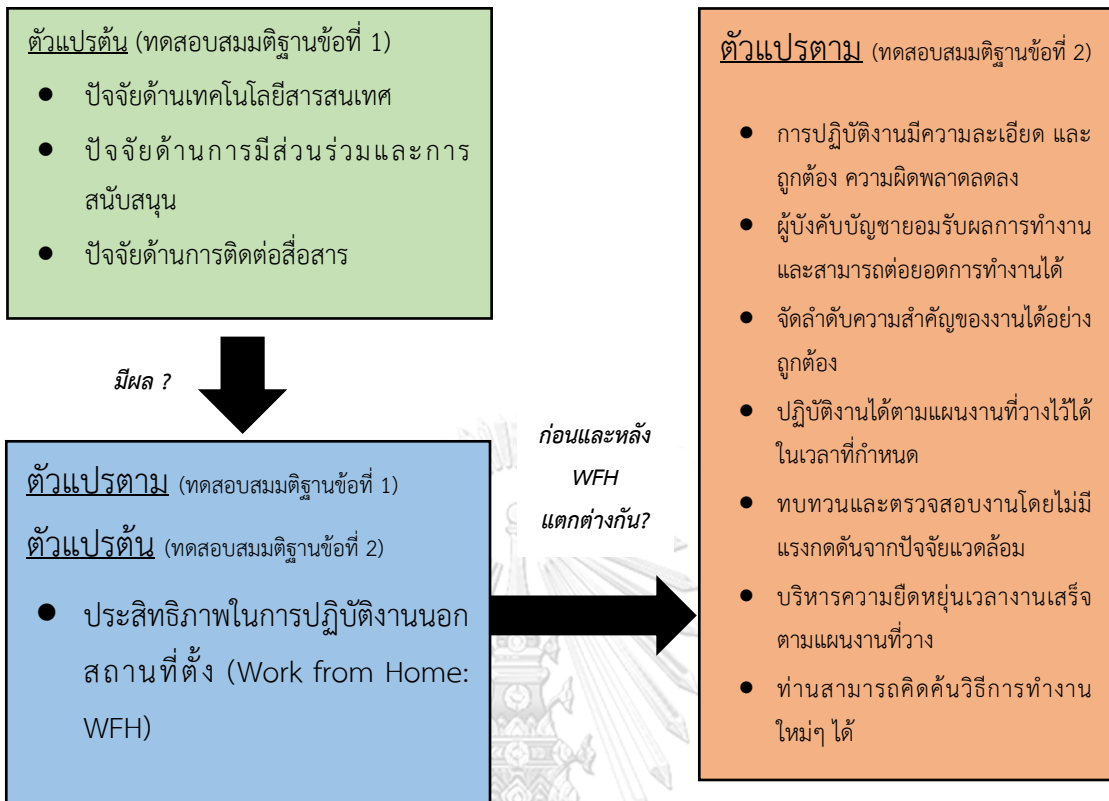 ตัวแปรต้น (ทดสอบสมมติฐานข้อที่ 1)
● ปัจจัยด้านเทคโนโลยีสารสนเทศ
● ปัจจัยด้านการมีส่วนร่วมและการ
สนับสนุน
● ปัจจัยด้านการติดต่อสื่อสาร
มีผล ?
ตัวแปรตาม (ทดสอบสมมติฐานข้อที่ 1)
ตัวแปรต้น (ทดสอบสมมติฐานข้อที่ 2)
● ประสิทธิภาพในการปฏิบัติงานนอก
สถานที่ตั้ง (Work from Home:
WFH)
ก่อนและหลัง
WFH
แตกต่างกัน?
ตัวแปรตาม (ทดสอบสมมติฐานข้อที่ 2)
● การปฏิบัติงานมีความละเอียด และ
ถูกต้อง ความผิดพลาดลดลง
● ผู้บังคับบัญชายอมรับผลการทำงาน
และสามารถต่อยอดการทำงานได้
● จัดลำดับความสำคัญของงานได้อย่าง
ถูกต้อง
● ปฏิบัติงานได้ตามแผนงานที่วางไว้ได้
ในเวลาที่กำหนด
● ทบทวนและตรวจสอบงานโดยไม่มี
แรงกดดันจากปัจจัยแวดล้อม
● บริหารความยืดหยุ่นเวลางานเสร็จ
ตามแผนงานที่วาง
● ท่านสามารถคิดค้นวิธีการทำงาน
ใหม่ๆ ได้